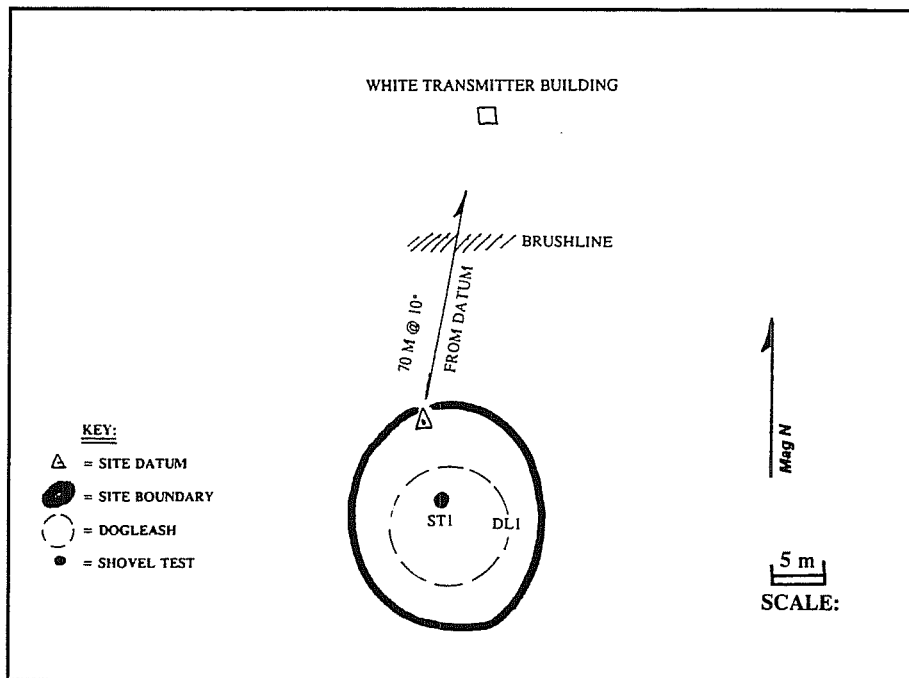 WHITE TRANSMITTER BUILDING
BRUSHLINE
70 M @ 10°
FROM DATUM
Mag N
KEY:
= SITE DATUM
= SITE BOUNDARY
= DOGLEASH
= SHOVEL TEST
ST1
DL1
5 m
SCALE: